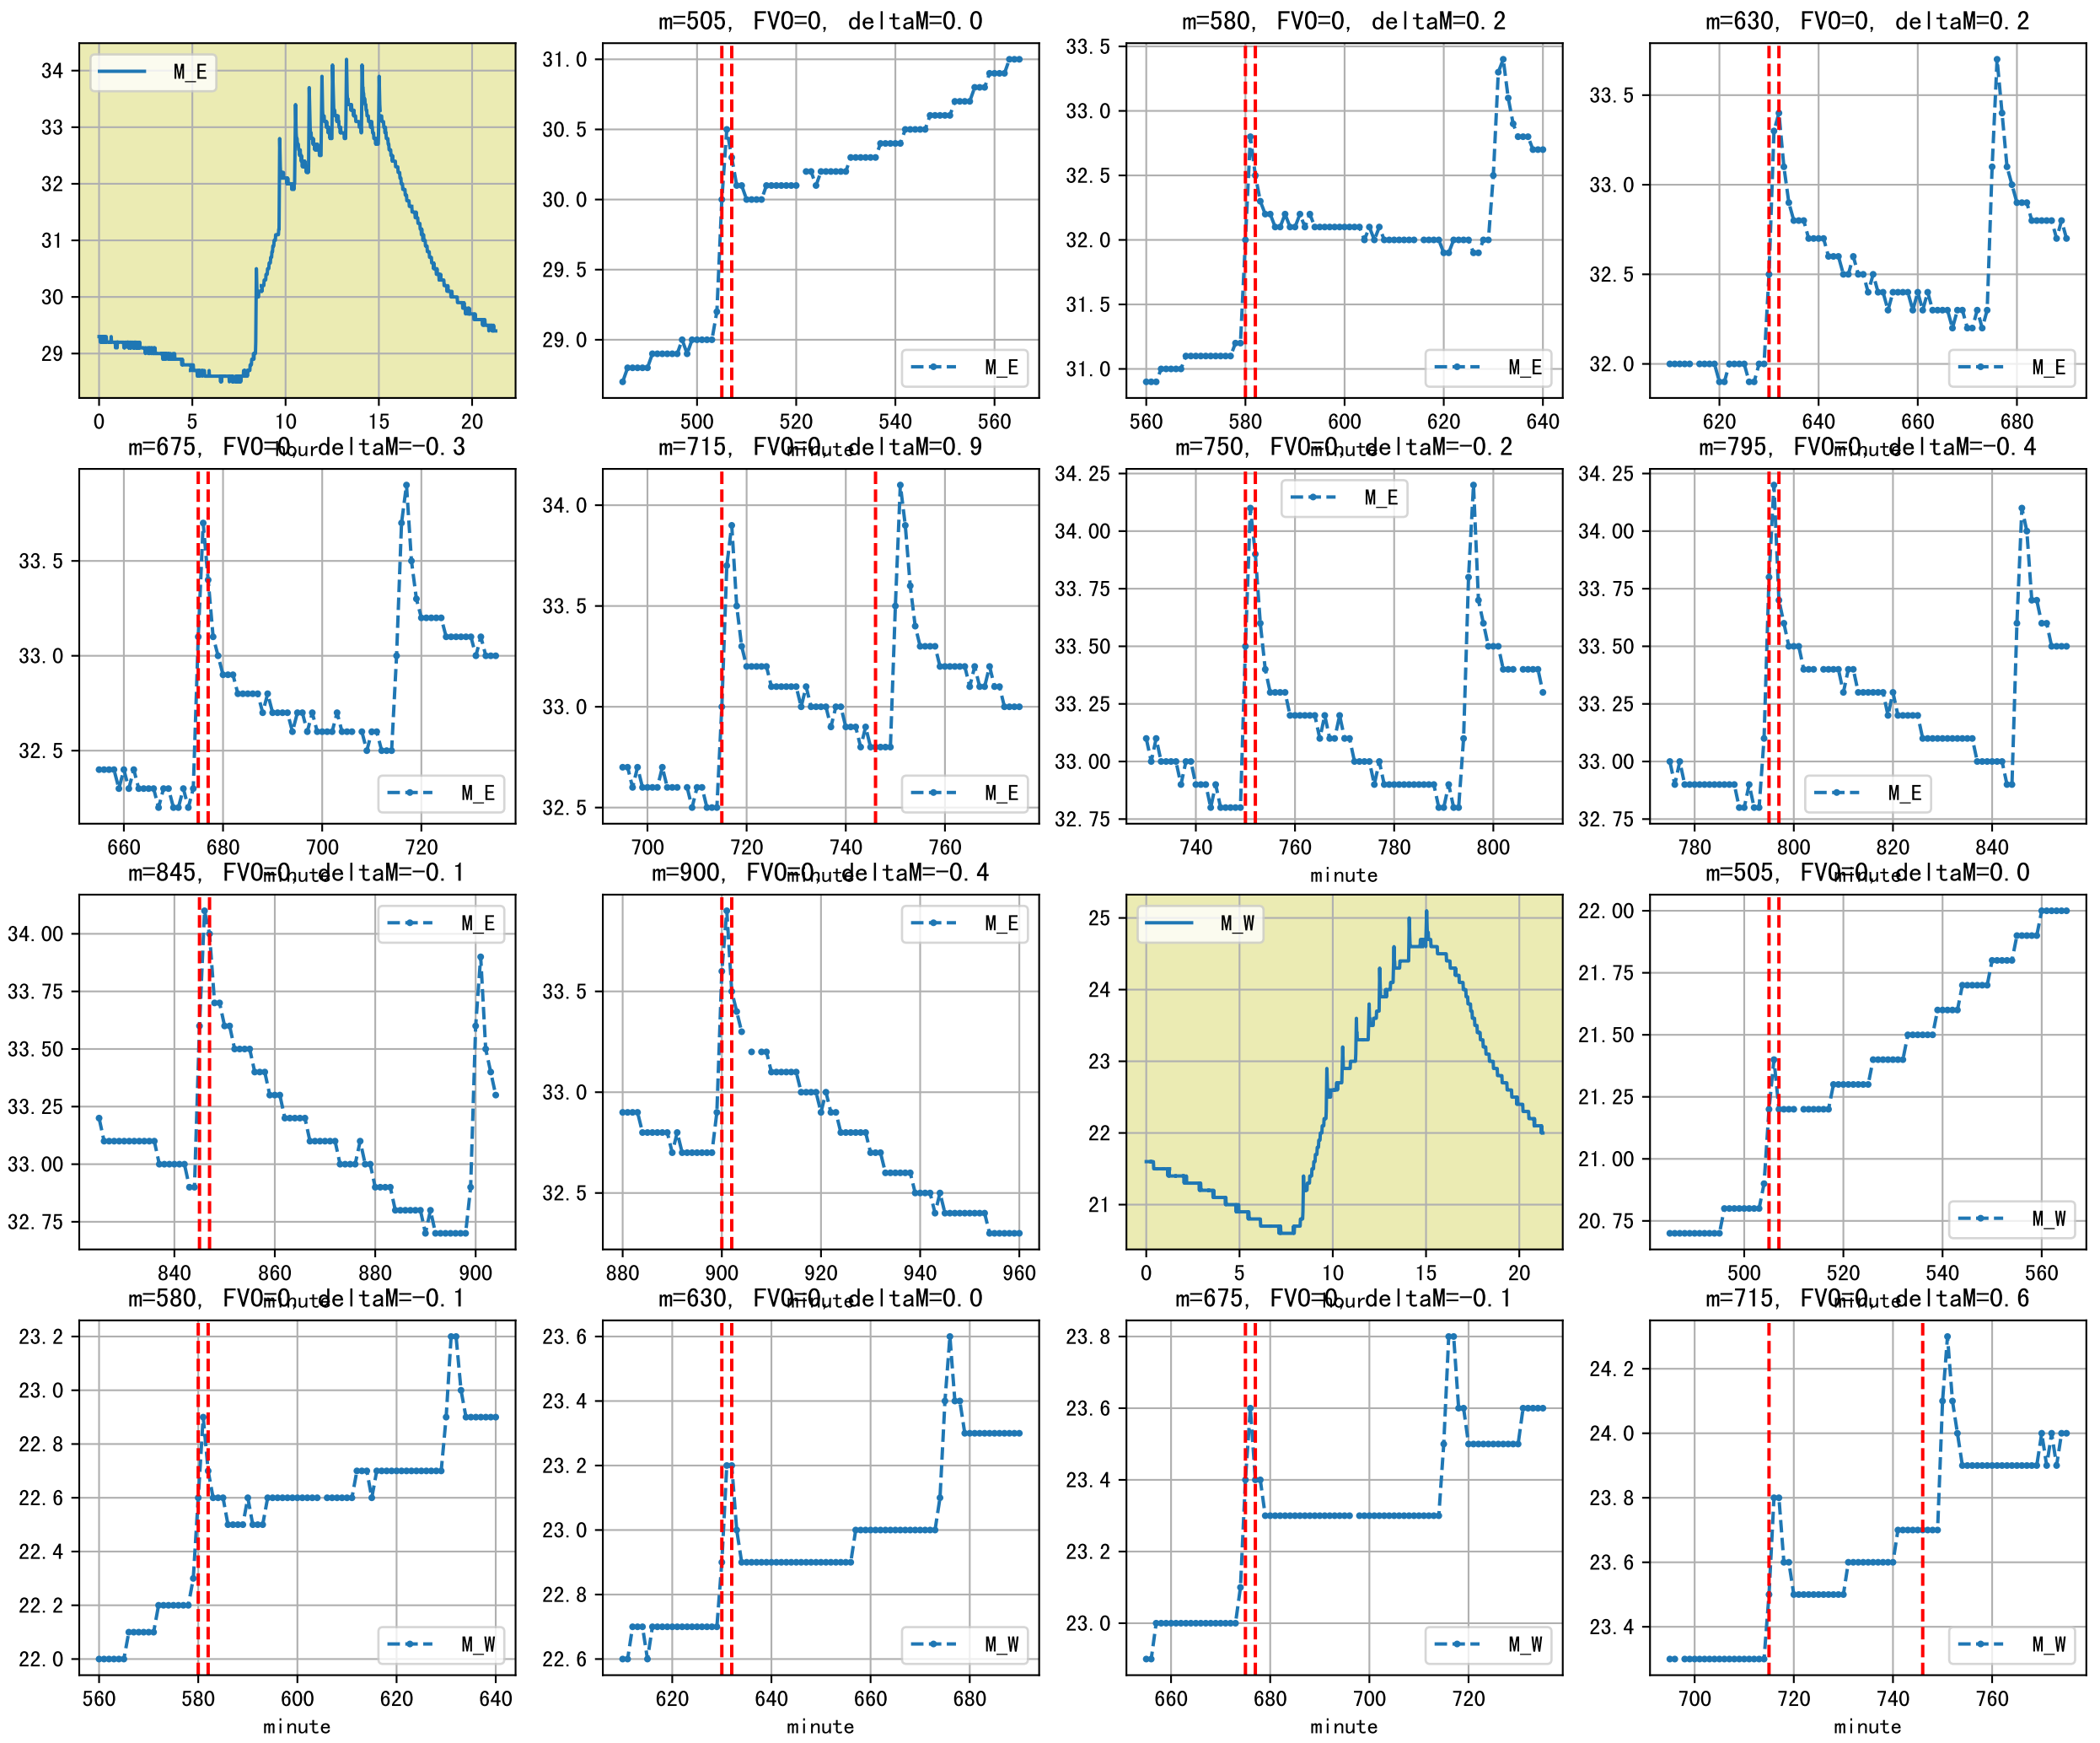 m=505, FVO=0, deltaM=0.0
m=580, FVO=0, deltaM=0.2
m=630, FVO=0, deltaM=0.2
34
33
32
31
30
29
M_E
0 5 10 15 20
hour
31.0
30.5
30.0
29.5
29.0
M_E
500 520 540 560
minute
33.5
33.0
32.5
32.0
31.5
31.0
M_E
560 580 600 620 640
minute
33.5
33.0
32.5
32.0
M_E
620 640 660 680
minute
m=675, FVO=0, deltaM=-0.3
33.5
33.0
32.5
M_E
660 680 700 720
minute
m=715, FVO=0, deltaM=0.9
34.0
33.5
33.0
32.5
M_E
700 720 740 760
minute
m=750, FVO=0, deltaM=-0.2
34.25
34.00
33.75
33.50
33.25
33.00
32.75
M_E
740 760 780 800
minute
m=795, FVO=0, deltaM=-0.4
34.25
34.00
33.75
33.50
33.25
33.00
32.75
M_E
780 800 820 840
minute
m=845, FVO=0, deltaM=-0.1
34.00
33.75
33.50
33.25
33.00
32.75
M_E
840 860 880 900
minute
m=900, FVO=0, deltaM=-0.4
33.5
33.0
32.5
M_E
880 900 920 940 960
minute
25
24
23
22
21
M_W
0 5 10 15 20
hour
m=505, FVO=0, deltaM=0.0
22.00
21.75
21.50
21.25
21.00
20.75
M_W
500 520 540 560
minute
m=580, FVO=0, deltaM=-0.1
23.2
23.0
22.8
22.6
22.4
22.2
22.0
M_W
560 580 600 620 640
minute
m=630, FVO=0, deltaM=0.0
23.6
23.4
23.2
23.0
22.8
22.6
M_W
620 640 660 680
minute
m=675, FVO=0, deltaM=-0.1
23.8
23.6
23.4
23.2
23.0
M_W
660 680 700 720
minute
m=715, FVO=0, deltaM=0.6
24.2
24.0
23.8
23.6
23.4
M_W
700 720 740 760
minute